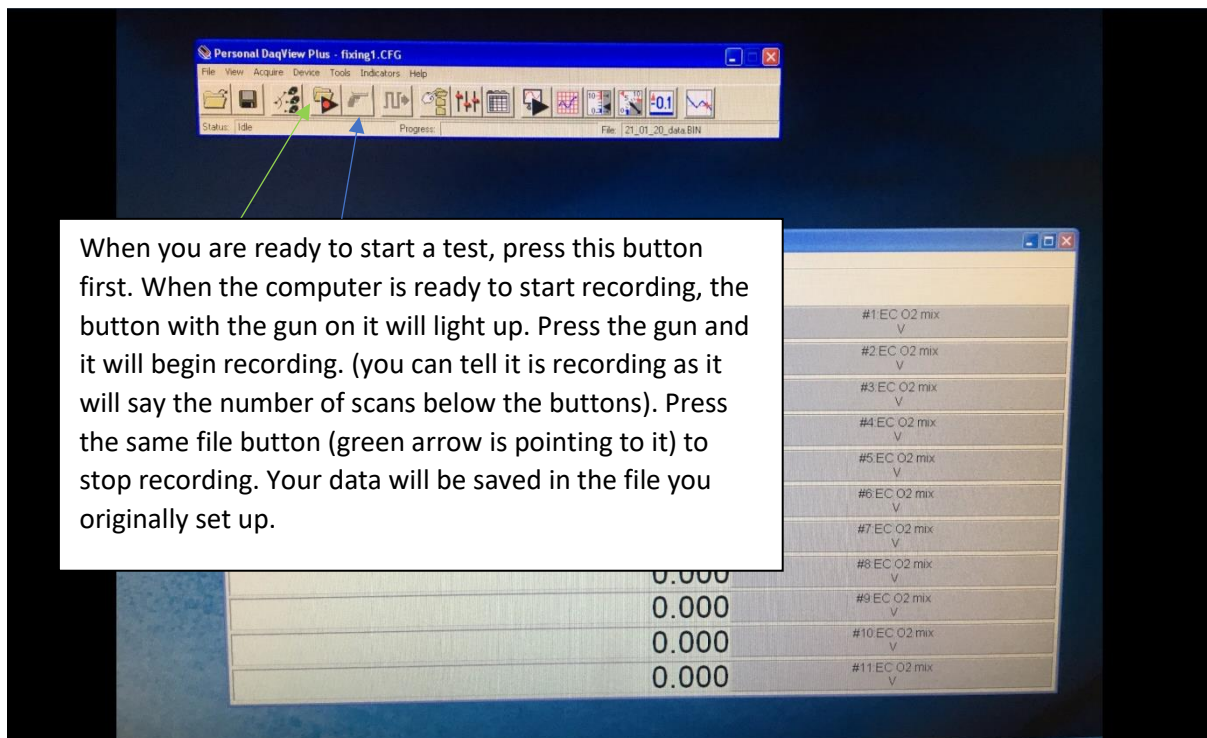 Personal DaqView Plus - fixing1.CFG
File View Acquire Device Tools Indicators Help
Status: Idle Progress: File: 21_01_20_data.BIN
When you are ready to start a test, press this button
first. When the computer is ready to start recording, the
button with the gun on it will light up. Press the gun and
it will begin recording. (you can tell it is recording as it
will say the number of scans below the buttons). Press
the same file button (green arrow is pointing to it) to
stop recording. Your data will be saved in the file you
originally set up.
#1:EC O2 mix
V
#2:EC O2 mix
V
#3:EC O2 mix
V
#4:EC O2 mix
V
#5:EC O2 mix
V
#6:EC O2 mix
V
#7:EC O2 mix
V
0.000 #8:EC O2 mix
V
0.000 #9:EC O2 mix
V
0.000 #10:EC O2 mix
V
0.000 #11:EC O2 mix
V